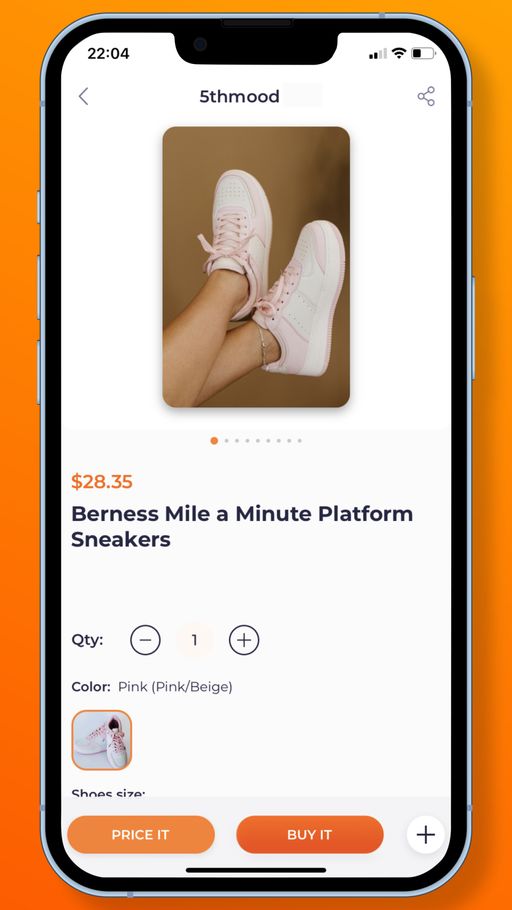 22:04
5thmood
$28.35
Berness Mile a Minute Platform
Sneakers
Qty: 1
Color: Pink (Pink/Beige)
Shoes size:
PRICE IT BUY IT